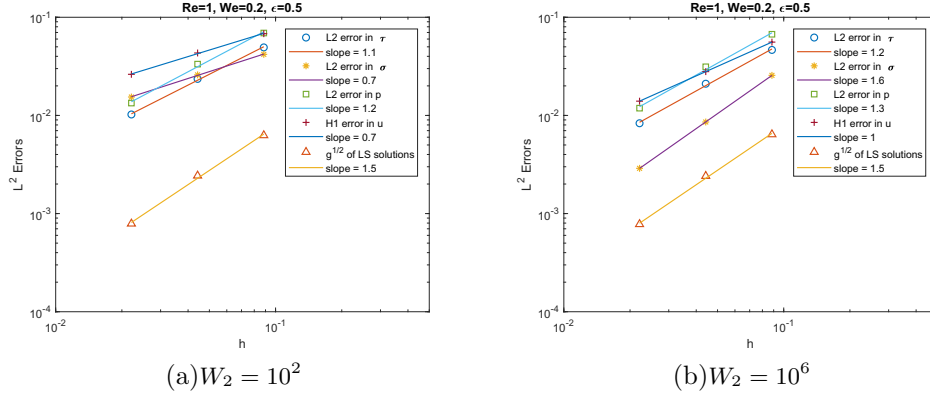 Re=1, We=0.2, ϵ=0.5
10^-1
10^-2
10^-3
10^-4
L^2 Errors
10^-2
10^-1
h
L2 error in τ
slope = 1.1
L2 error in σ
slope = 0.7
L2 error in p
slope = 1.2
H1 error in u
slope = 0.7
g^1/2 of LS solutions
slope = 1.5
(a)W_2 = 10^2
Re=1, We=0.2, ϵ=0.5
10^-1
10^-2
10^-3
10^-4
L^2 Errors
10^-2
10^-1
h
L2 error in τ
slope = 1.2
L2 error in σ
slope = 1.6
L2 error in p
slope = 1.3
H1 error in u
slope = 1
g^1/2 of LS solutions
slope = 1.5
(b)W_2 = 10^6